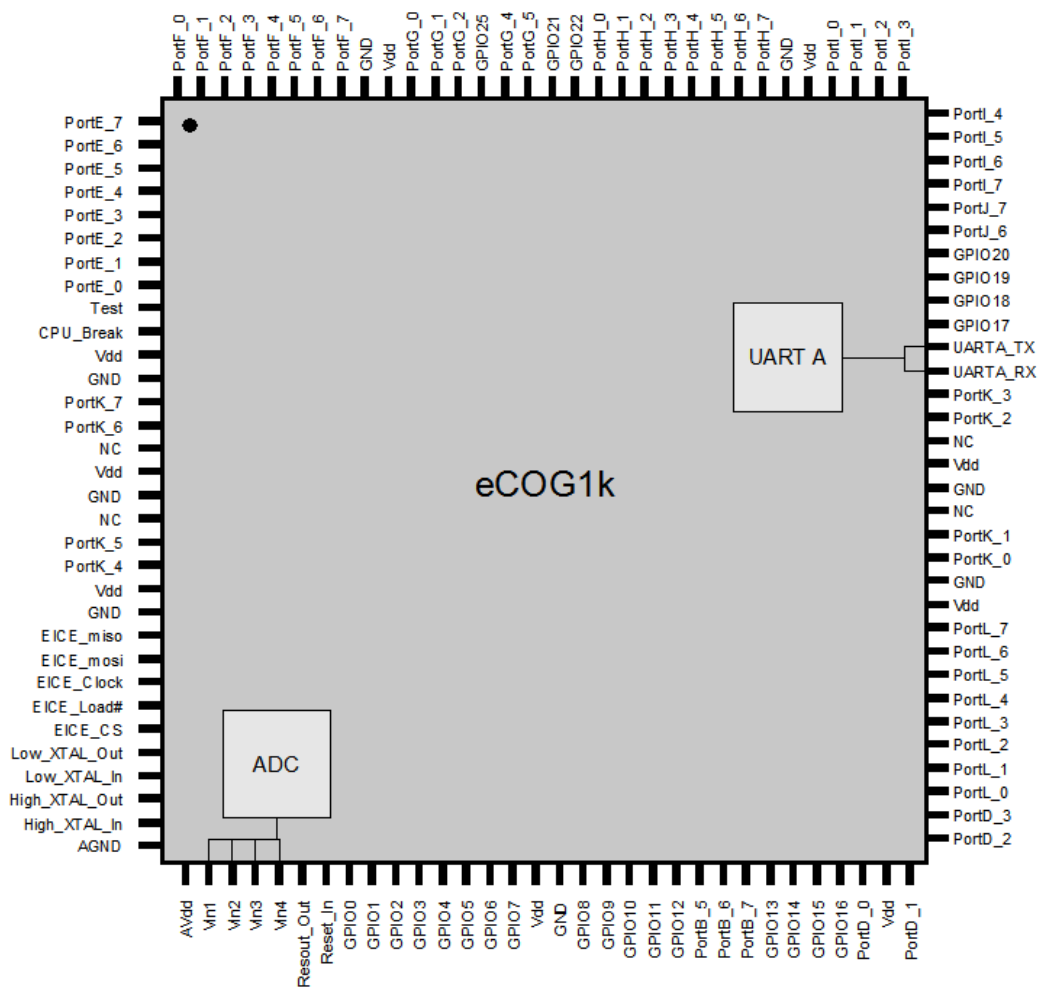 PortF_0
PortF_1
PortF_2
PortF_3
PortF_4
PortF_5
PortF_6
PortF_7
GND
Vdd
PortG_0
PortG_1
PortG_2
GPIO25
PortG_4
PortG_5
GPIO21
GPIO22
PortH_0
PortH_1
PortH_2
PortH_3
PortH_4
PortH_5
PortH_6
PortH_7
GND
Vdd
PortI_0
PortI_1
PortI_2
PortI_3
PortE_7
PortE_6
PortE_5
PortE_4
PortE_3
PortE_2
PortE_1
PortE_0
Test
CPU_Break
Vdd
GND
PortK_7
PortK_6
NC
Vdd
GND
NC
PortK_5
PortK_4
Vdd
GND
EICE_miso
EICE_mosi
EICE_Clock
EICE_Load#
EICE_CS
Low_XTAL_Out
Low_XTAL_In
High_XTAL_Out
High_XTAL_In
AGND
UART A
eCOG1k
ADC
PortI_4
PortI_5
PortI_6
PortI_7
PortJ_7
PortJ_6
GPIO20
GPIO19
GPIO18
GPIO17
UARTA_TX
UARTA_RX
PortK_3
PortK_2
NC
Vdd
GND
NC
PortK_1
PortK_0
GND
Vdd
PortL_7
PortL_6
PortL_5
PortL_4
PortL_3
PortL_2
PortL_1
PortL_0
PortD_3
PortD_2
AVdd
Vin1
Vin2
Vin3
Vin4
Resout_Out
Reset_In
GPIO0
GPIO1
GPIO2
GPIO3
GPIO4
GPIO5
GPIO6
GPIO7
Vdd
GND
GPIO8
GPIO9
GPIO10
GPIO11
GPIO12
PortB_5
PortB_6
PortB_7
GPIO13
GPIO14
GPIO15
GPIO16
PortD_0
Vdd
PortD_1